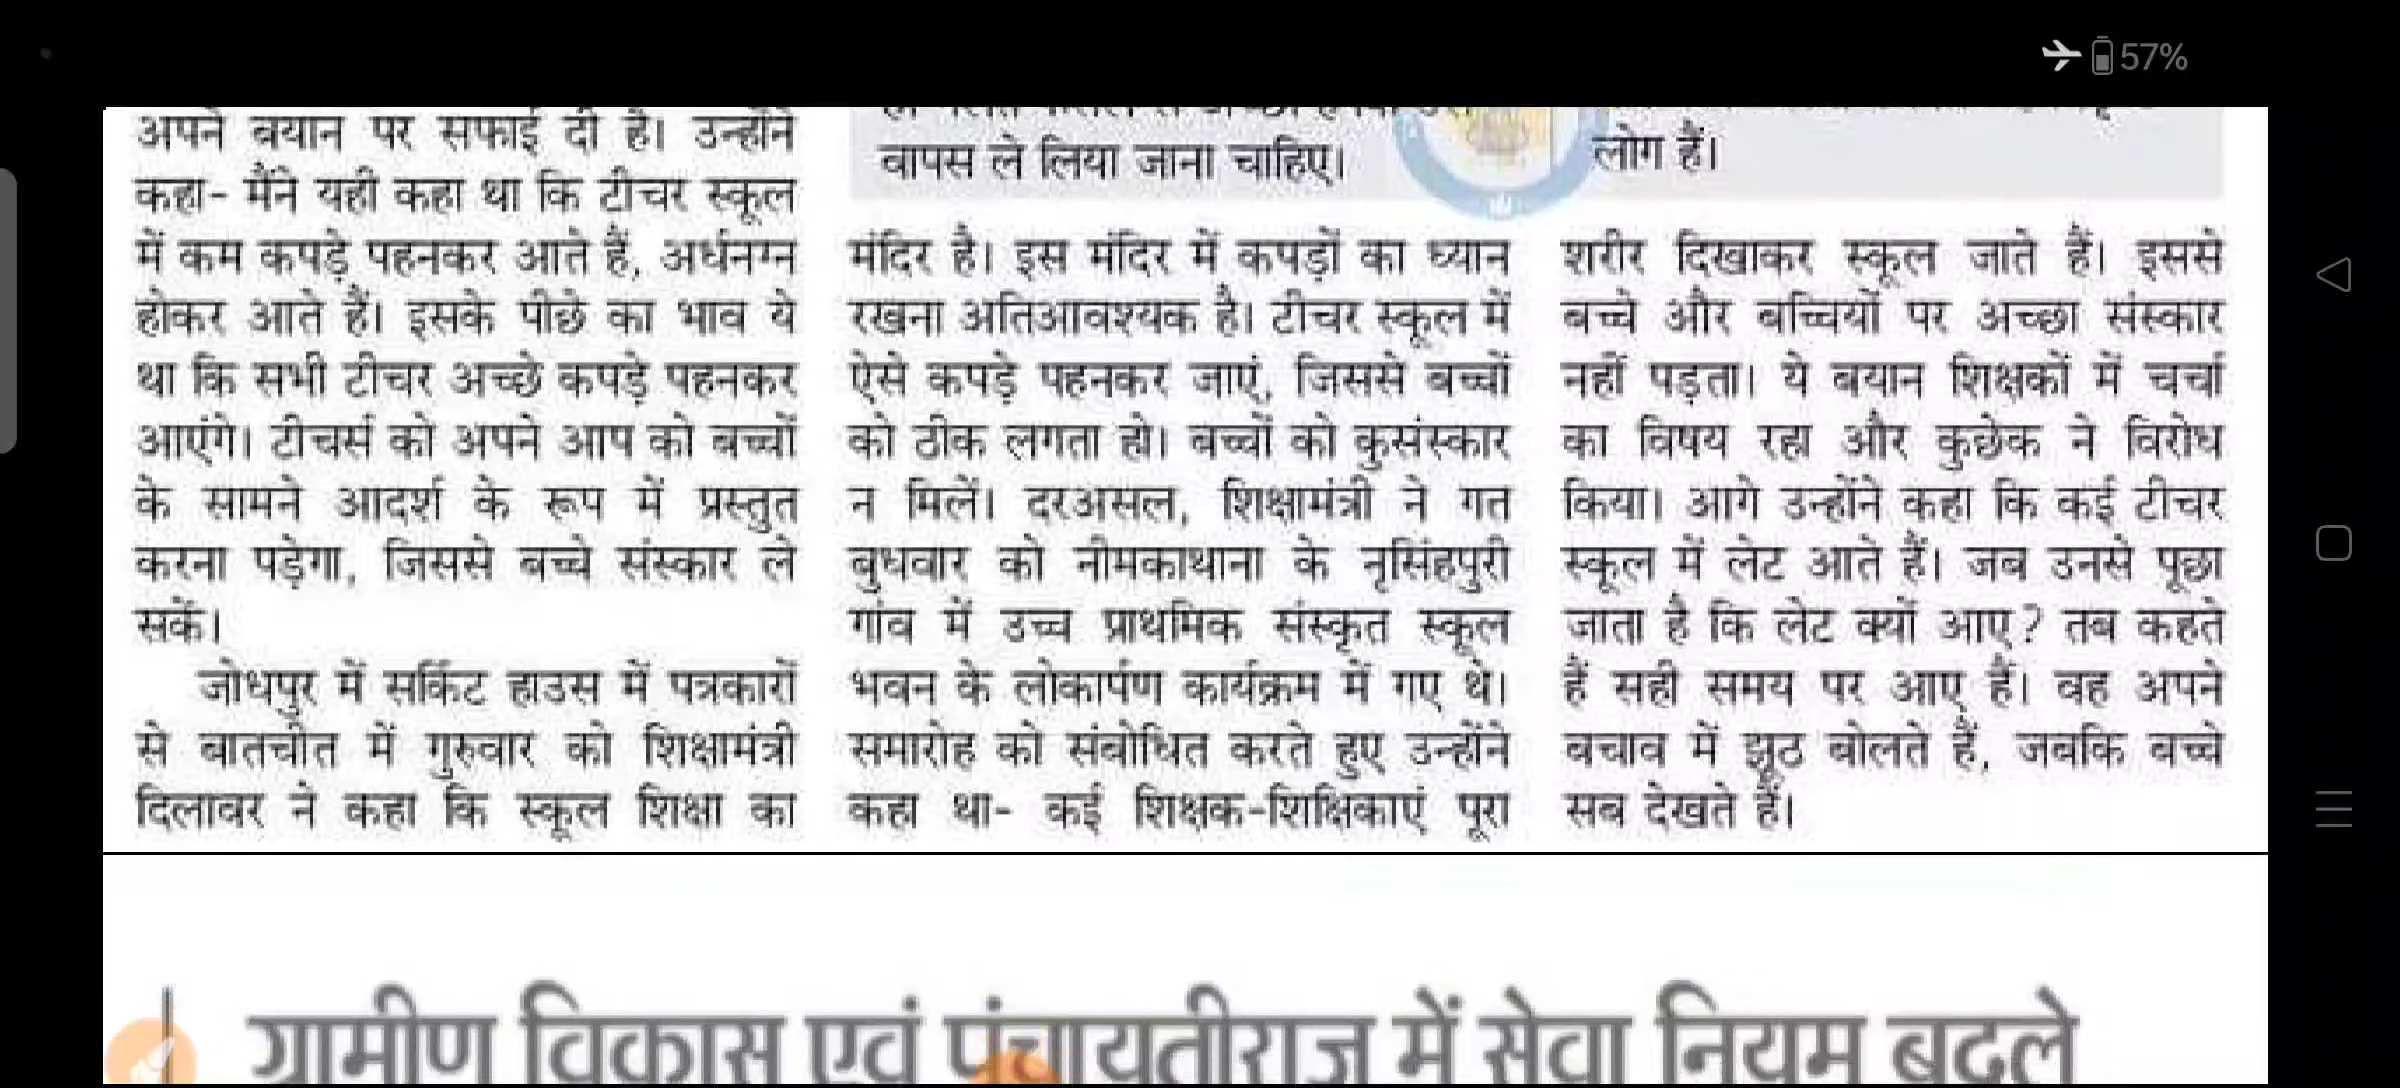 57%
अपने बयान पर सफाई दी है। उन्होंने
कहा- मैंने यही कहा था कि टीचर स्कूल
में कम कपड़े पहनकर आते हैं, अर्धनग्न
होकर आते हैं। इसके पीछे का भाव ये
था कि सभी टीचर अच्छे कपड़े पहनकर
आएंगे। टीचर्स को अपने आप को बच्चों
के सामने आदर्श के रूप में प्रस्तुत
करना पड़ेगा, जिससे बच्चे संस्कार ले
सकें।
जोधपुर में सर्किट हाउस में पत्रकारों
से बातचीत में गुरुवार को शिक्षामंत्री
दिलावर ने कहा कि स्कूल शिक्षा का
वापस ले लिया जाना चाहिए।
मंदिर है। इस मंदिर में कपड़ों का ध्यान
रखना अतिआवश्यक है। टीचर स्कूल में
ऐसे कपड़े पहनकर जाएं, जिससे बच्चों
को ठीक लगता हो। बच्चों को कुसंस्कार
न मिलें। दरअसल, शिक्षामंत्री ने गत
बुधवार को नीमकाथाना के नृसिंहपुरी
गांव में उच्च प्राथमिक संस्कृत स्कूल
भवन के लोकार्पण कार्यक्रम में गए थे।
समारोह को संबोधित करते हुए उन्होंने
कहा था- कई शिक्षक-शिक्षिकाएं पूरा
लोग हैं।
शरीर दिखाकर स्कूल जाते हैं। इससे
बच्चे और बच्चियों पर अच्छा संस्कार
नहीं पड़ता। ये बयान शिक्षकों में चर्चा
का विषय रहा और कुछेक ने विरोध
किया। आगे उन्होंने कहा कि कई टीचर
स्कूल में लेट आते हैं। जब उनसे पूछा
जाता है कि लेट क्यों आए? तब कहते
हैं सही समय पर आए हैं। वह अपने
बचाव में झूठ बोलते हैं, जबकि बच्चे
सब देखते हैं।
ग्रामीण विकास एवं पंचायतीराज में सेवा नियम बदले